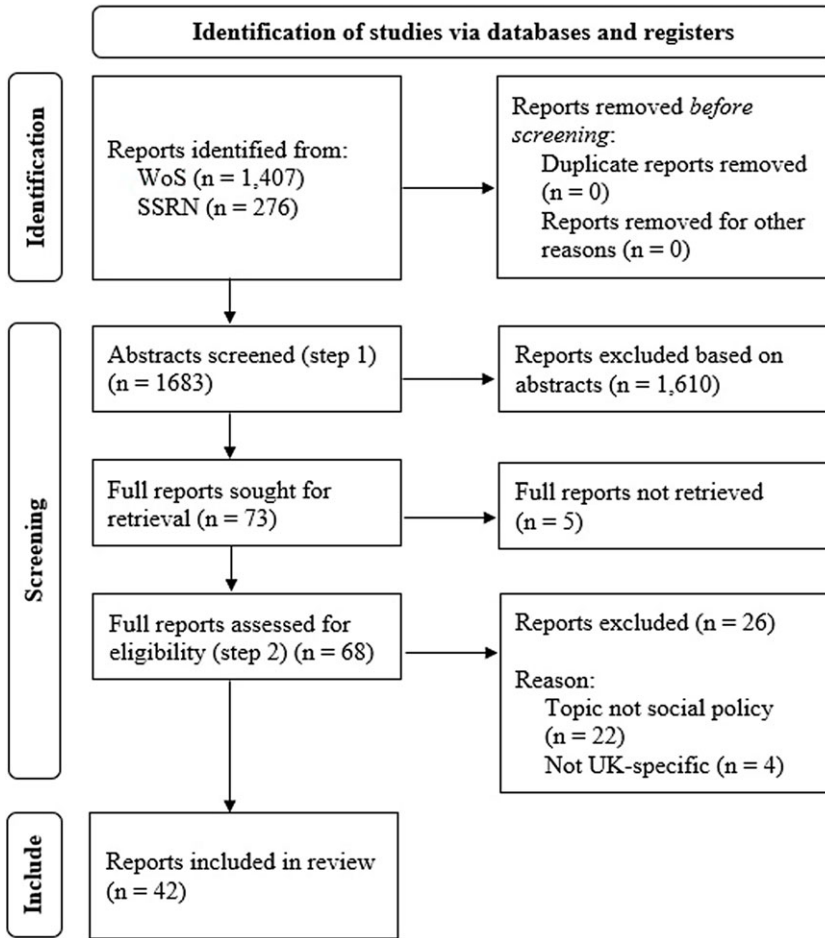 Identification of studies via databases and registers
Identification
Reports identified from:
WoS (n = 1,407)
SSRN (n = 276)
Reports removed before
screening:
Duplicate reports removed
(n = 0)
Reports removed for other
reasons (n = 0)
Screening
Abstracts screened (step 1)
(n = 1683)
Reports excluded based on
abstracts (n = 1,610)
Full reports sought for
retrieval (n = 73)
Full reports not retrieved
(n = 5)
Full reports assessed for
eligibility (step 2) (n = 68)
Reports excluded (n = 26)
Reason:
Topic not social policy
(n = 22)
Not UK-specific (n = 4)
Include
Reports included in review
(n = 42)